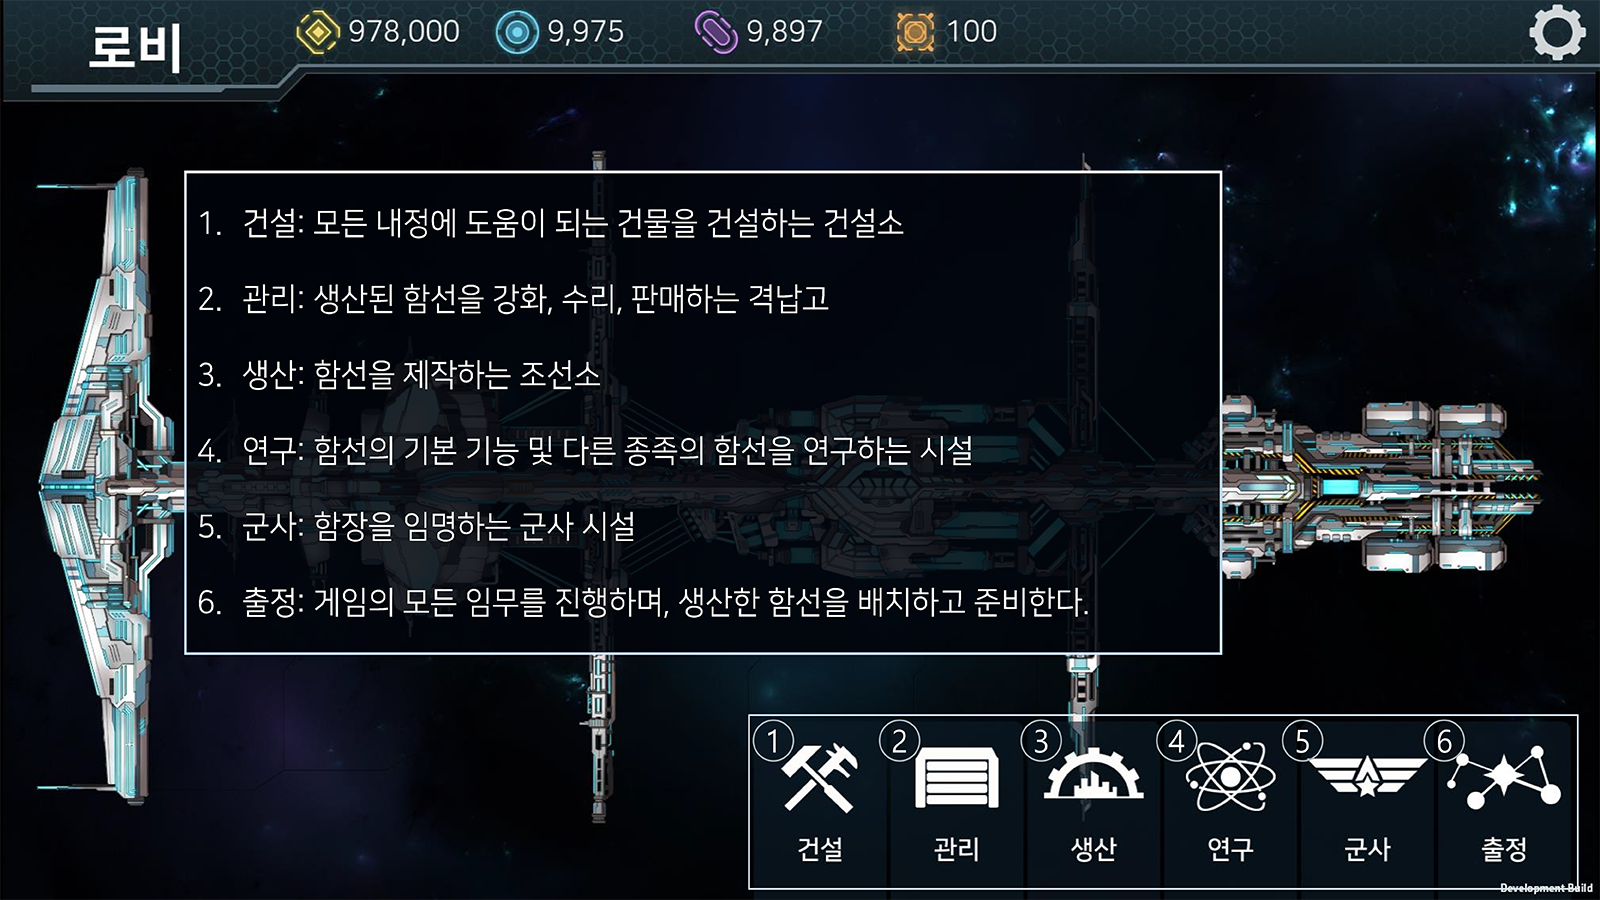 로비
978,000
9,975
9,897
100
1. 건설: 모든 내정에 도움이 되는 건물을 건설하는 건설소
2. 관리: 생산된 함선을 강화, 수리, 판매하는 격납고
3. 생산: 함선을 제작하는 조선소
4. 연구: 함선의 기본 기능 및 다른 종족의 함선을 연구하는 시설
5. 군사: 함장을 임명하는 군사 시설
6. 출정: 게임의 모든 임무를 진행하며, 생산한 함선을 배치하고 준비한다.
1
건설
2
관리
3
생산
4
연구
5
군사
6
출정
Development Build